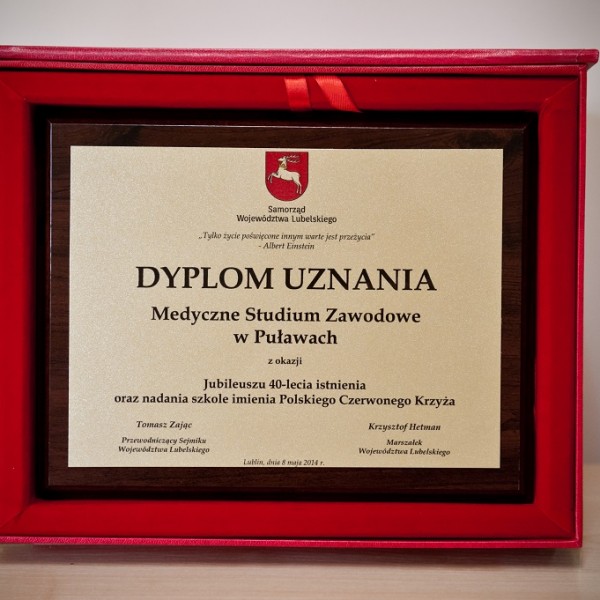 Samorząd
Województwa Lubelskiego
„Tylko życie poświęcone innym warte jest przeżycia"
- Albert Einstein
DYPLOM UZNANIA
Medyczne Studium Zawodowe
w Puławach
z okazji
Jubileuszu 40-lecia istnienia
oraz nadania szkole imienia Polskiego Czerwonego Krzyża
Tomasz Zając
Przewodniczący Sejmiku
Województwa Lubelskiego
Krzysztof Hetman
Marszałek
Województwa Lubelskiego
Lublin, dnia 8 maja 2014 r.